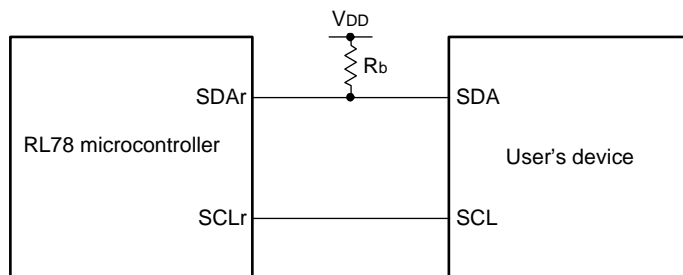 VDD
Rb
SDAr
SDA
RL78 microcontroller
User's device
SCLr
SCL